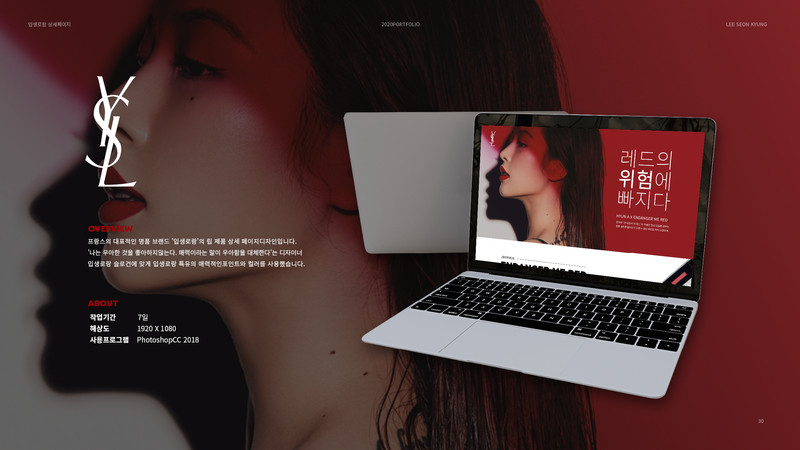 입생로랑 상세페이지
2020PORTFOLIO
LEE SEON KYUNG
YSL
OVERVIEW
프랑스의 대표적인 명품 브랜드 '입생로랑'의 립 제품 상세 페이지디자인입니다.
'나는 우아한 것을 좋아하지않는다. 매력이라는 말이 우아함을 대체한다'는 디자이너
입생로랑 슬로건에 맞게 입생로랑 특유의 매력적인포인트와 컬러를 사용했습니다.
ABOUT
작업기간 7일
해상도 1920 X 1080
사용프로그램 PhotoshopCC 2018
레드의
위험에
빠지다
ENDANGER ME RED
30